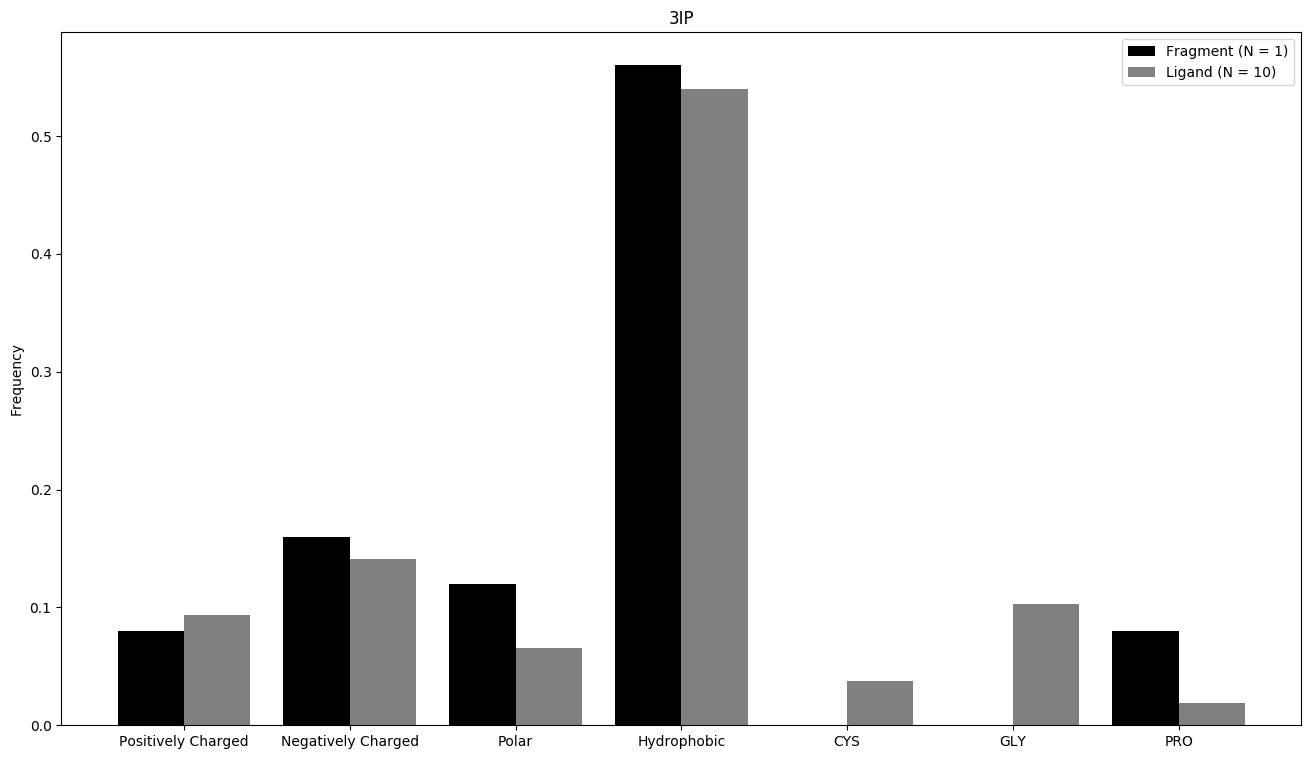 3IP
Fragment (N = 1)
Ligand (N = 10)
Frequency
0.5
0.4
0.3
0.2
0.1
0.0
Positively Charged
Negatively Charged
Polar
Hydrophobic
CYS
GLY
PRO